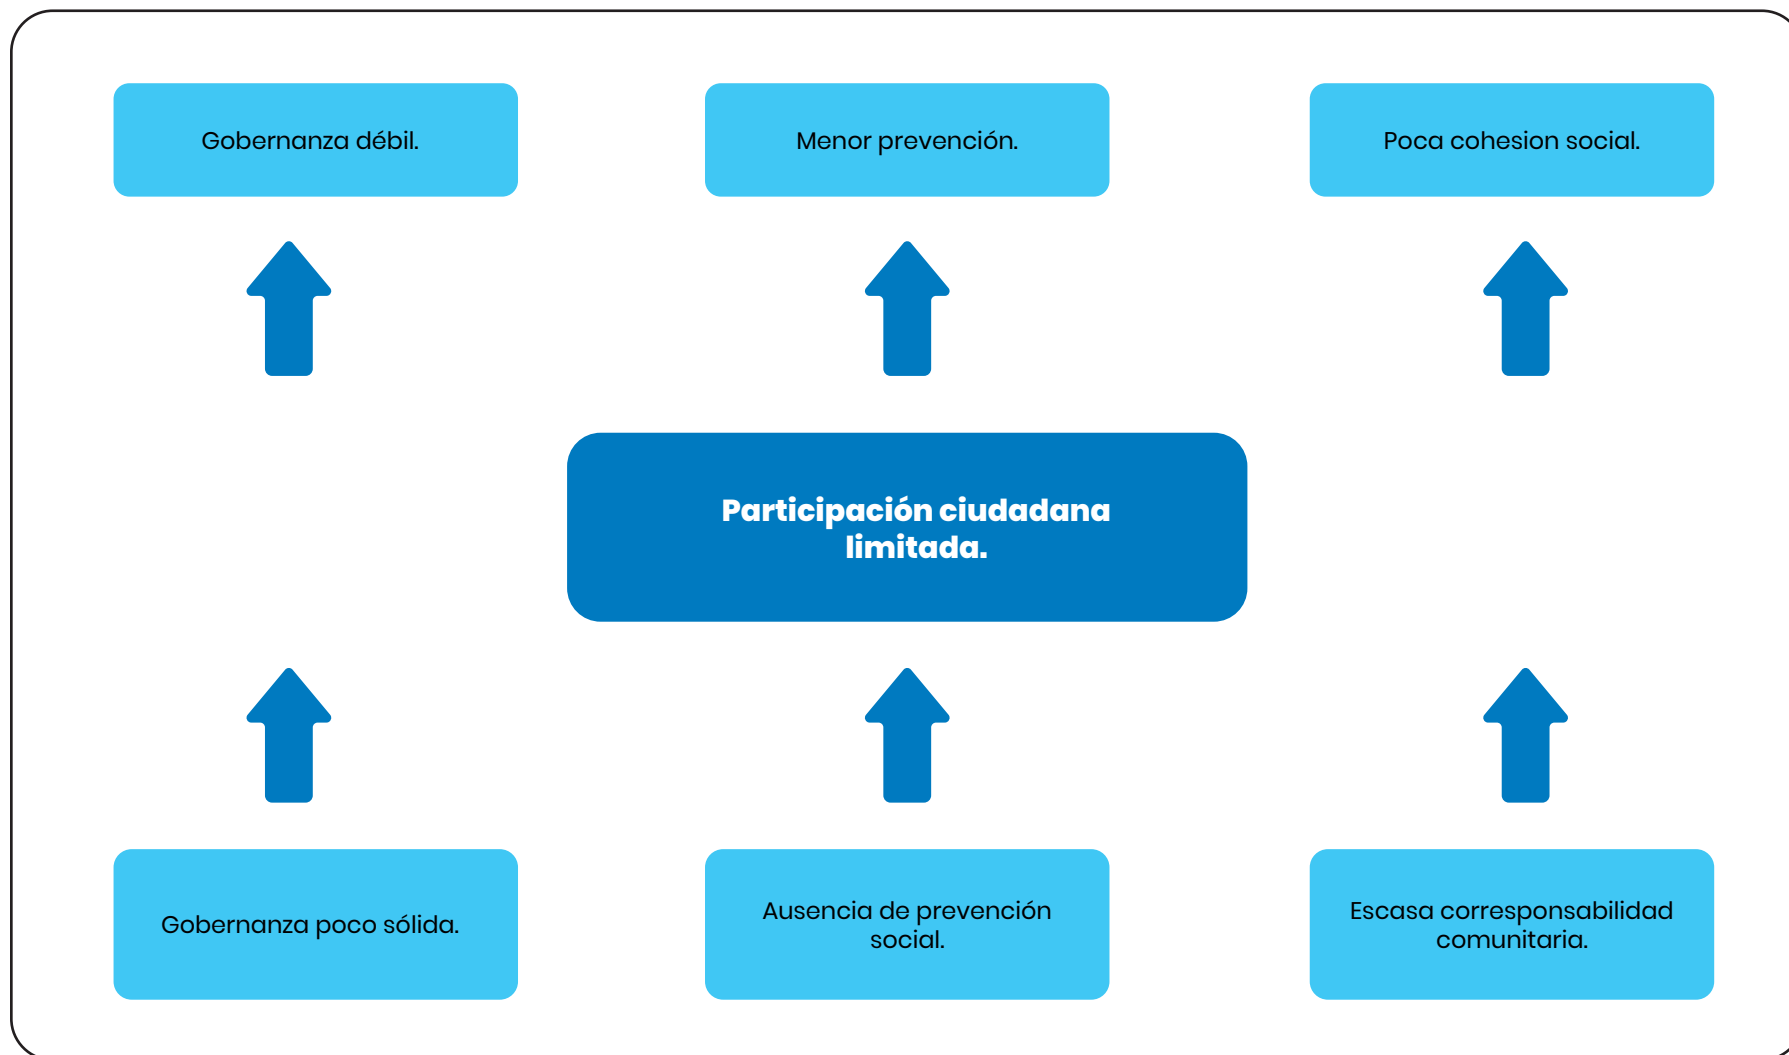 Gobernanza débil.
Menor prevención.
Poca cohesion social.
Participación ciudadana
limitada.
Gobernanza poco sólida.
Ausencia de prevención
social.
Escasa corresponsabilidad
comunitaria.